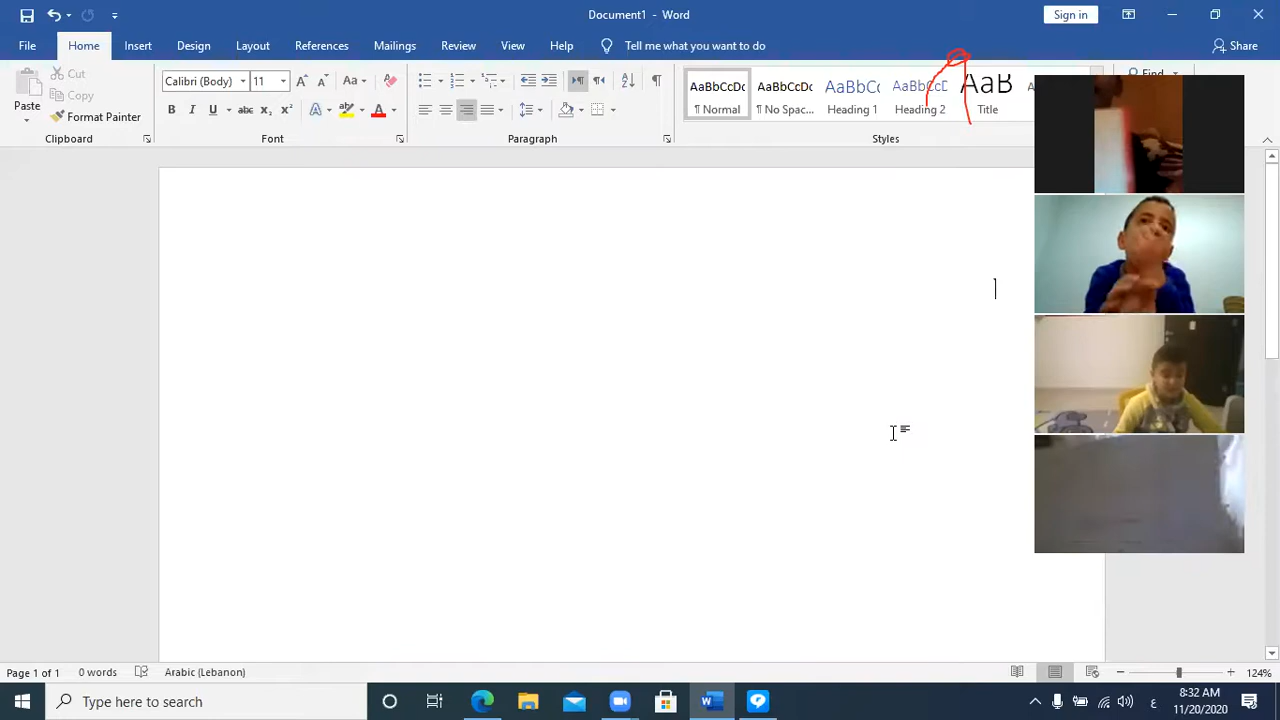 Document1 - Word
Sign in
File Home Insert Design Layout References Mailings Review View Help Tell me what you want to do Share
Paste
Cut
Copy
Format Painter
Clipboard
Calibri (Body) 11
Font
Paragraph
AaBbCcDc AaBbCcDc AaBbCc AaBbCcD AaB
¶ Normal ¶ No Spac... Heading 1 Heading 2 Title
Styles
Find
Page 1 of 1 0 words Arabic (Lebanon) 124%
Type here to search
ع
8:32 AM
11/20/2020